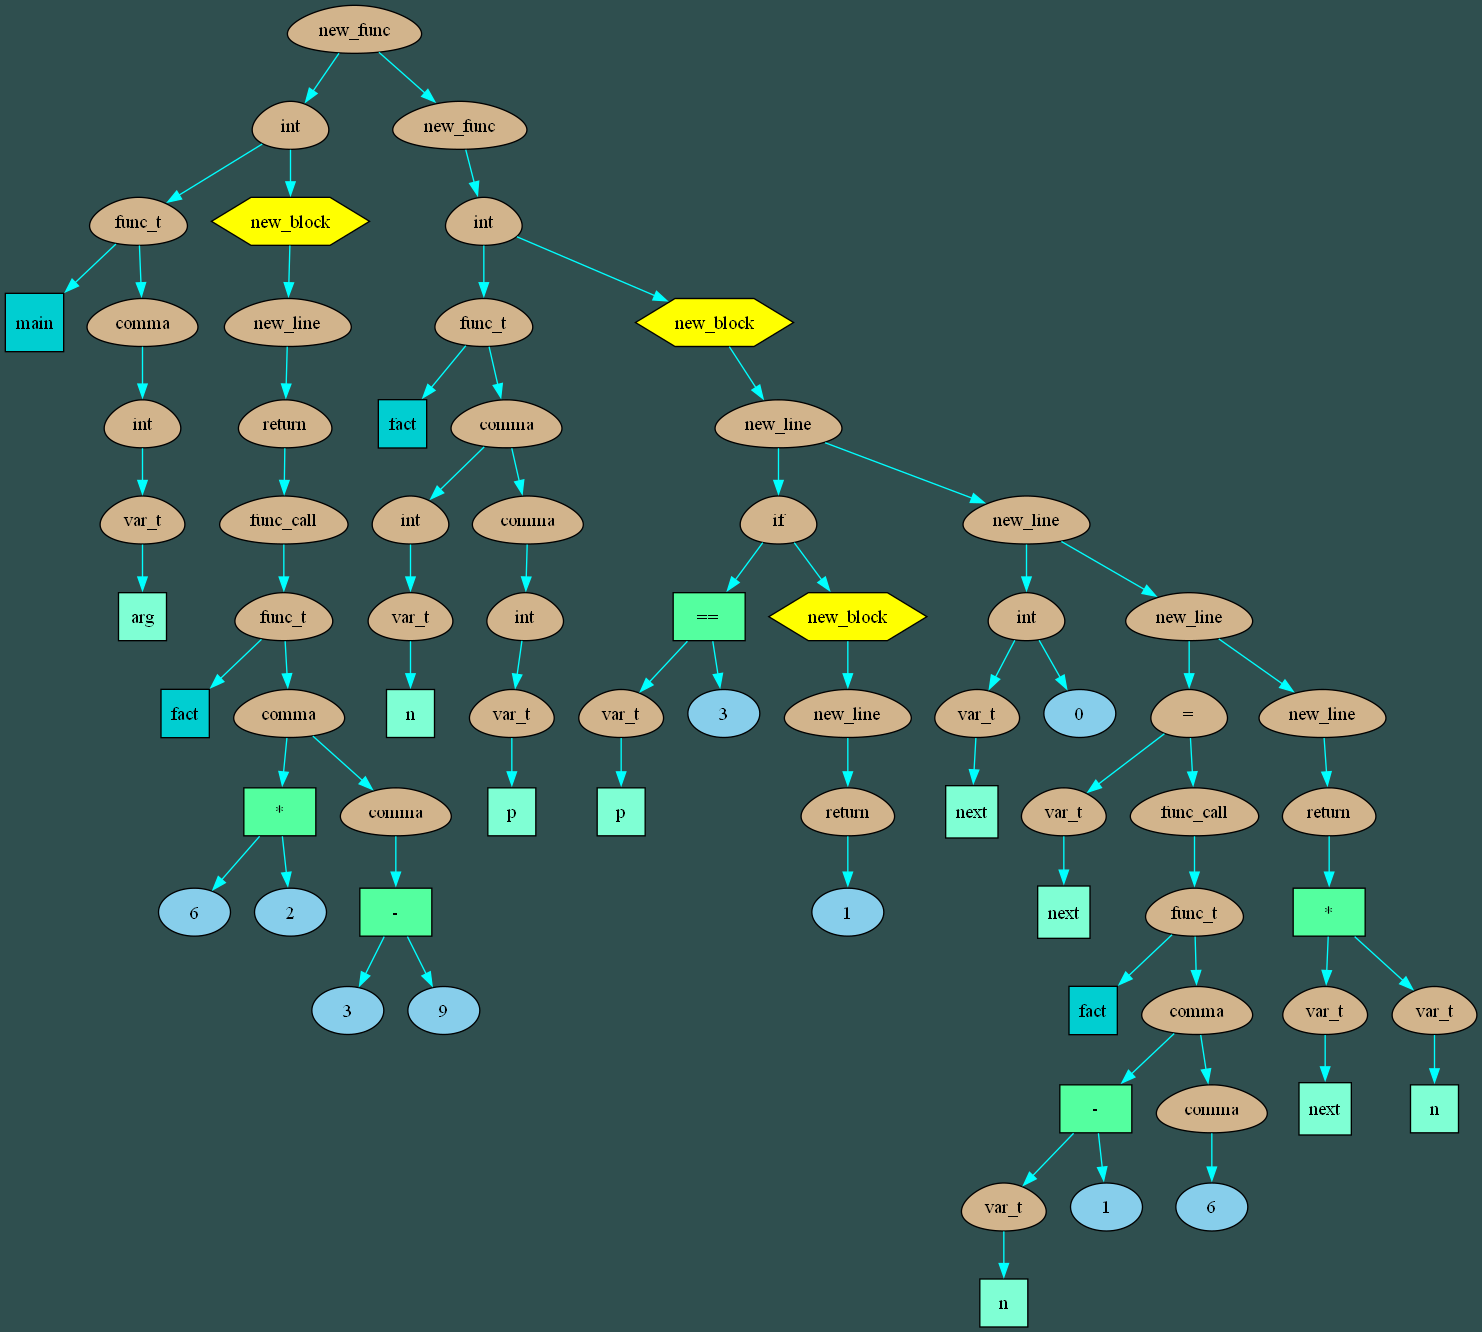 new_func
int new_func
func_t new_block int
main comma new_line func_t new_block
int return fact comma new_line
var_t func_call int comma if new_line
arg func_t var_t int == new_block int new_line
fact comma n var_t var_t 3 new_line var_t 0 = new_line
* comma p p return next var_t func_call return
6 2 - 1 next func_t *
3 9 fact comma var_t var_t
- comma next n
var_t 1 6
n